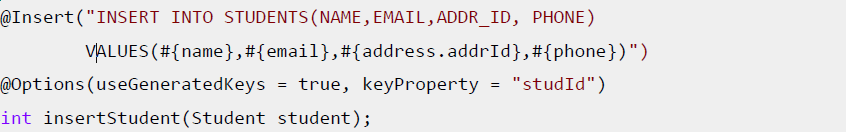 @Insert("INSERT INTO STUDENTS(NAME,EMAIL,ADDR_ID, PHONE)
VALUES(#{name},#{email},#{address.addrId},#{phone})")
@Options(useGeneratedKeys = true, keyProperty = "studId")
int insertStudent(Student student);